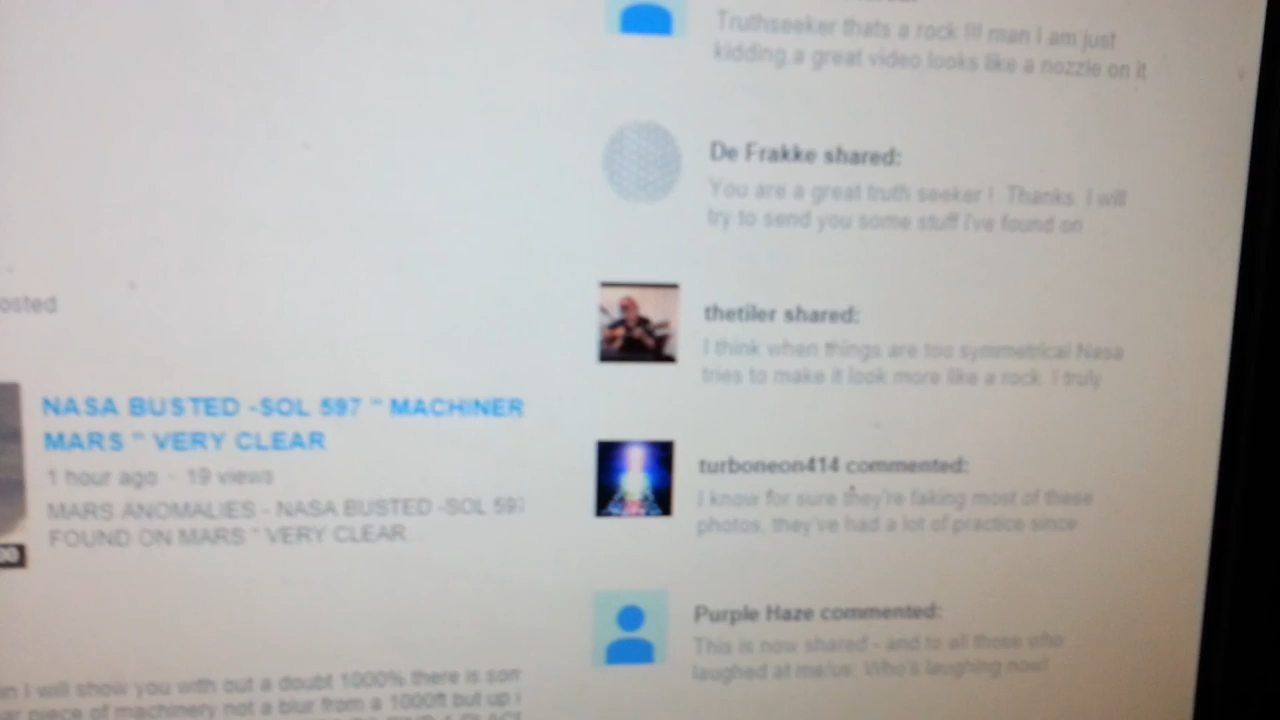 osted
NASA BUSTED -SOL 597 " MACHINER
MARS " VERY CLEAR
1 hour ago · 19 views
MARS ANOMALIES - NASA BUSTED -SOL 597
FOUND ON MARS " VERY CLEAR
00
in I will show you with out a doubt 1000% there is som
piece of machinery not a blur from a 1000ft but up
Truthseeker thats a rock !!! man I am just
kidding,a great video,looks like a nozzle on it
De Frakke shared:
You are a great truth seeker ! Thanks. I will
try to send you some stuff i've found on
thetiler shared:
I think when things are too symmetrical Nasa
tries to make it look more like a rock. I truly
turboneon414 commented:
I know for sure they're faking most of these
photos, they've had a lot of practice since
Purple Haze commented:
This is now shared - and to all those who
laughed at me/us: Who's laughing now!